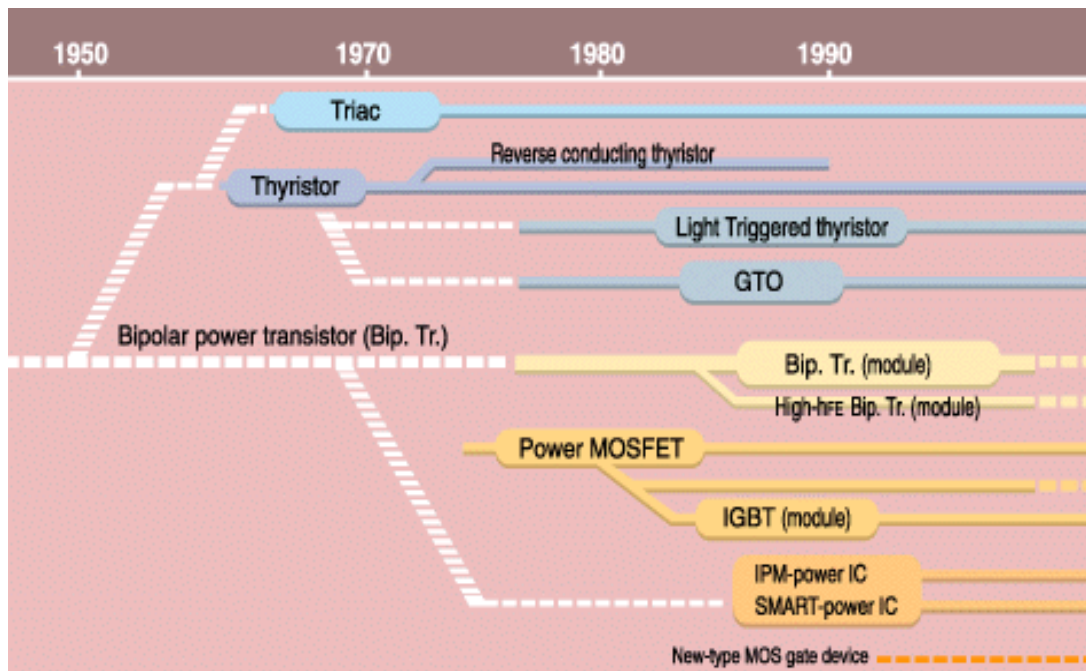 1950 1970 1980 1990
Triac
Reverse conducting thyristor
Thyristor
Light Triggered thyristor
GTO
Bipolar power transistor (Bip. Tr.)
Bip. Tr. (module)
High-hFE Bip. Tr. (module)
Power MOSFET
IGBT (module)
IPM-power IC
SMART-power IC
New-type MOS gate device